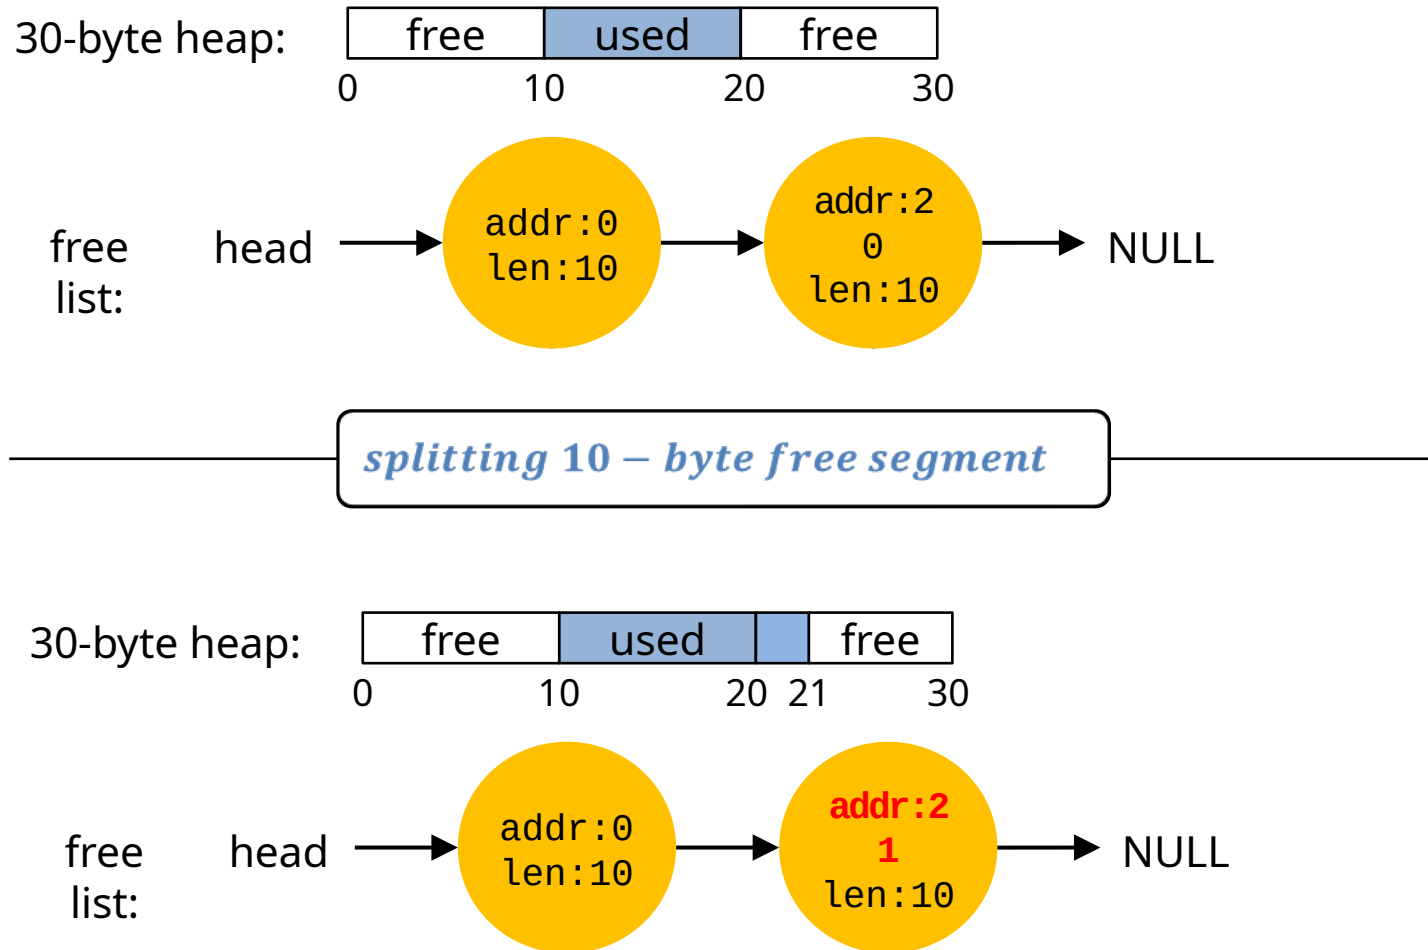 30-byte heap:
free used free
0 10 20 30
free
list:
head
addr:0
len:10
addr:2
0
len:10
NULL
splitting 10 – byte free segment
30-byte heap:
free used free
0 10 20 21 30
free
list:
head
addr:0
len:10
addr:2
1
len:10
NULL